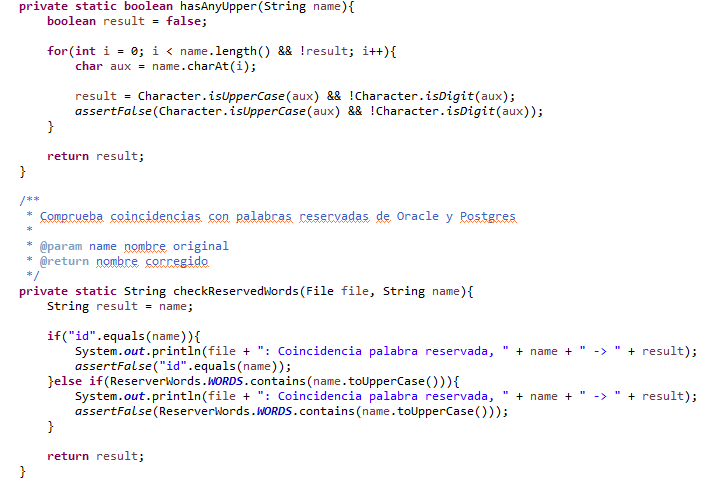 private static boolean hasAnyUpper(String name){
    boolean result = false;

    for(int i = 0; i < name.length() && !result; i++){
        char aux = name.charAt(i);

        result = Character.isUpperCase(aux) && !Character.isDigit(aux);
        assertFalse(Character.isUpperCase(aux) && !Character.isDigit(aux));
    }

    return result;
}

/**
 * Comprueba coincidencias con palabras reservadas de Oracle y Postgres
 *
 * @param name nombre original
 * @return nombre corregido
 */
private static String checkReservedWords(File file, String name){
    String result = name;

    if("id".equals(name)){
        System.out.println(file + ": Coincidencia palabra reservada, " + name + " -> " + result);
        assertFalse("id".equals(name));
    }else if(ReserverWords.WORDS.contains(name.toUpperCase())){
        System.out.println(file + ": Coincidencia palabra reservada, " + name + " -> " + result);
        assertFalse(ReserverWords.WORDS.contains(name.toUpperCase()));
    }

    return result;
}